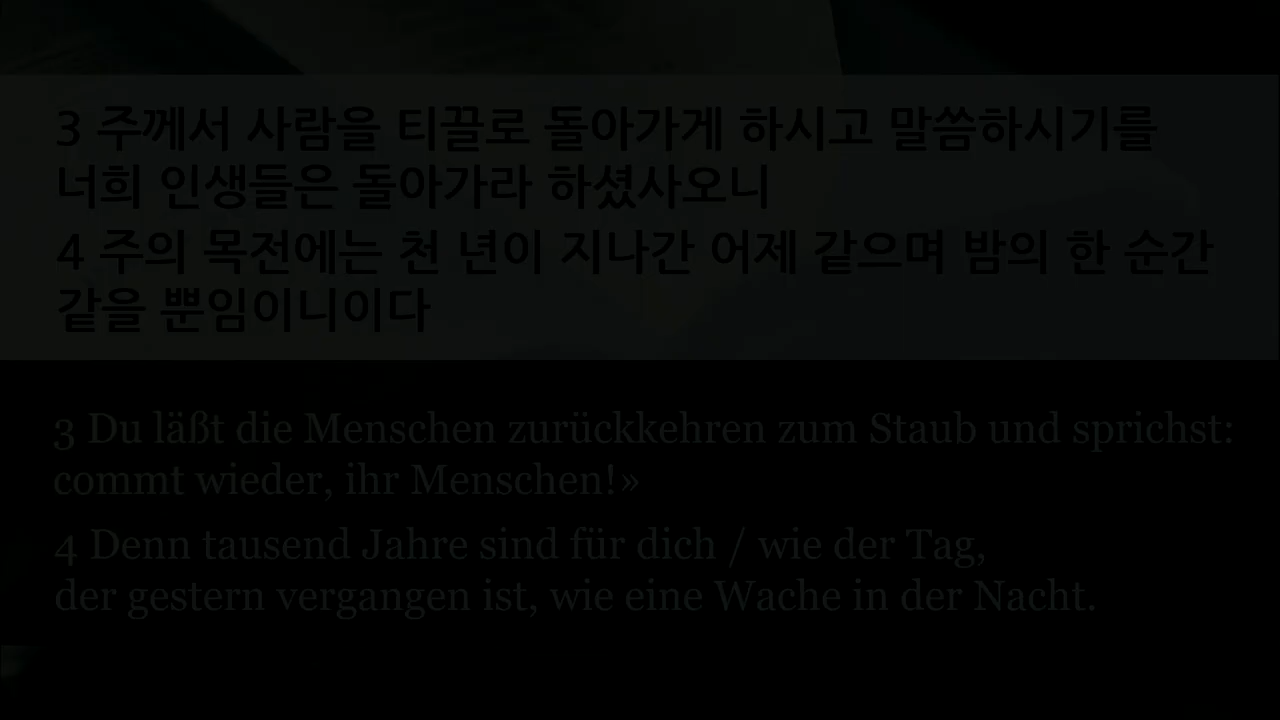 3 주께서 사람을 티끌로 돌아가게 하시고 말씀하시기를
너희 인생들은 돌아가라 하셨사오니
4 주의 목전에는 천 년이 지나간 어제 같으며 밤의 한 순간
같을 뿐임이니이다
3 Du läßt die Menschen zurückkehren zum Staub und sprichst:
commt wieder, ihr Menschen!»
4 Denn tausend Jahre sind für dich / wie der Tag,
der gestern vergangen ist, wie eine Wache in der Nacht.